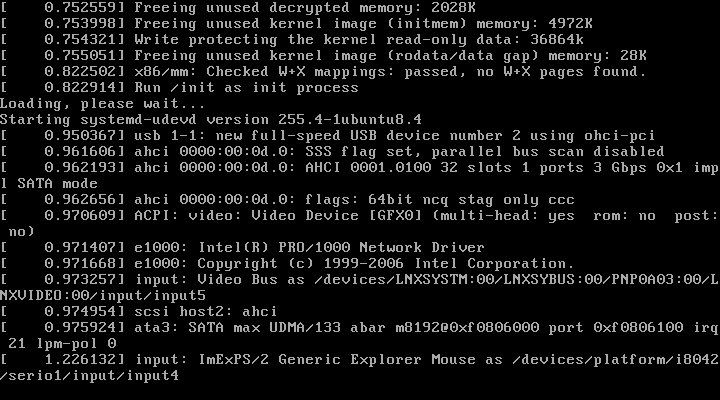 [    0.752559] Freeing unused decrypted memory: 2028K
[    0.753998] Freeing unused kernel image (initmem) memory: 4972K
[    0.754321] Write protecting the kernel read-only data: 36864k
[    0.755051] Freeing unused kernel image (rodata/data gap) memory: 28K
[    0.822502] x86/mm: Checked W+X mappings: passed, no W+X pages found.
[    0.822914] Run /init as init process
Loading, please wait...
Starting systemd-udevd version 255.4-1ubuntu8.4
[    0.950367] usb 1-1: new full-speed USB device number 2 using ohci-pci
[    0.961606] ahci 0000:00:0d.0: SSS flag set, parallel bus scan disabled
[    0.962193] ahci 0000:00:0d.0: AHCI 0001.0100 32 slots 1 ports 3 Gbps 0x1 imp
l SATA mode
[    0.962656] ahci 0000:00:0d.0: flags: 64bit ncq stag only ccc
[    0.970609] ACPI: video: Video Device [GFX0] (multi-head: yes  rom: no  post:
 no)
[    0.971407] e1000: Intel(R) PRO/1000 Network Driver
[    0.971668] e1000: Copyright (c) 1999-2006 Intel Corporation.
[    0.973257] input: Video Bus as /devices/LNXSYSTM:00/LNXSYBUS:00/PNP0A03:00/L
NXVIDEO:00/input/input5
[    0.974954] scsi host2: ahci
[    0.975924] ata3: SATA max UDMA/133 abar m8192@0xf0806000 port 0xf0806100 irq
 21 lpm-pol 0
[    1.226132] input: ImExPS/2 Generic Explorer Mouse as /devices/platform/i8042
/serio1/input/input4